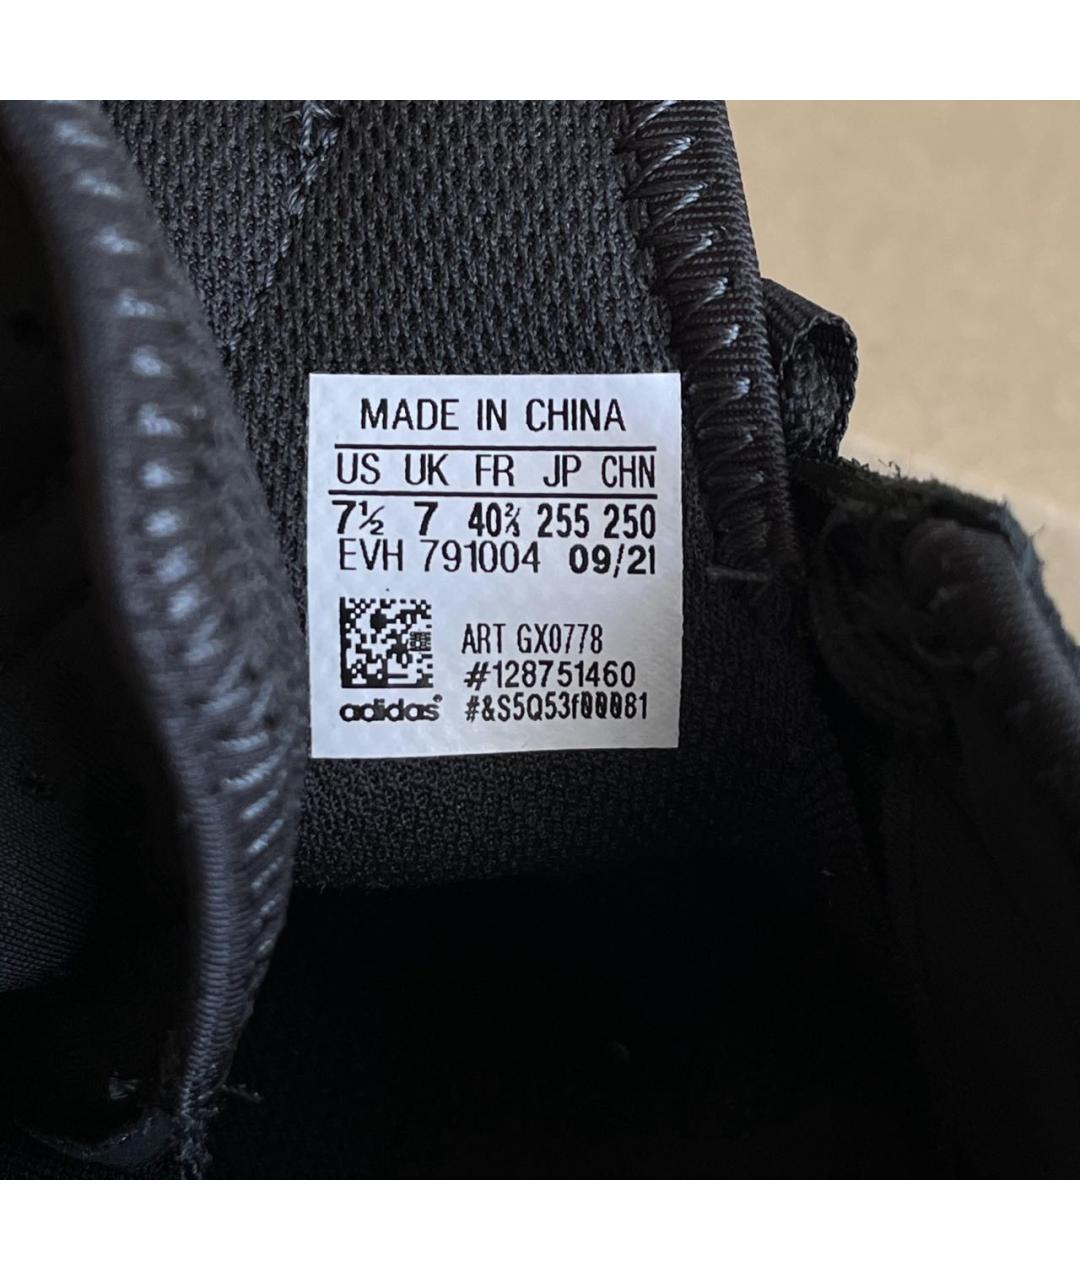 MADE IN CHINA
US UK FR JP CHN
7½ 7 40⅔ 255 250
EVH 791004 09/21
ART GX0778
#128751460
adidas® #&S5Q53f00081